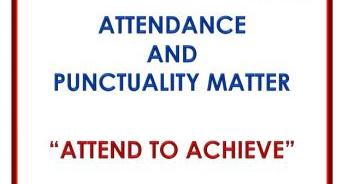 ATTENDANCE
AND
PUNCTUALITY MATTER
“ATTEND TO ACHIEVE”